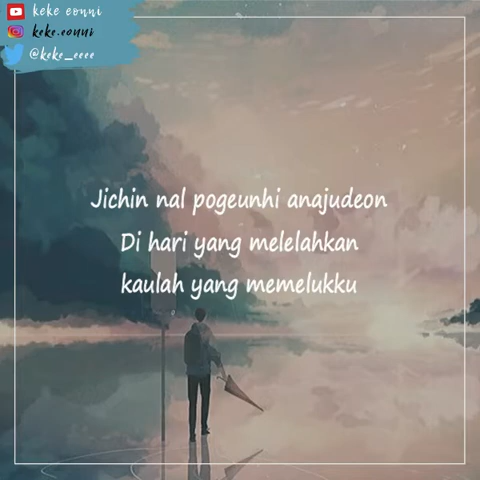 keke eonni
keke.eonni
@keke_eeee
Jichin nal pogeunhi anajudeon
Di hari yang melelahkan
kaulah yang memelukku